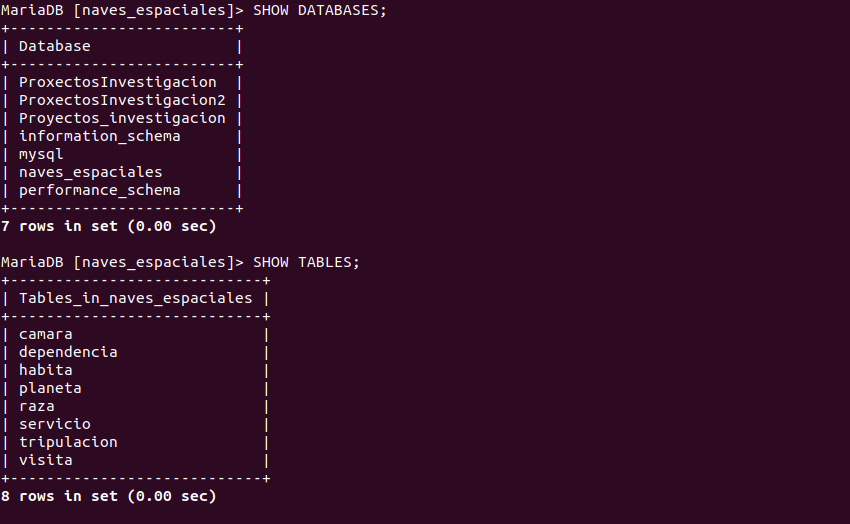 MariaDB [naves_espaciales]> SHOW DATABASES;
+-------------------------+
| Database                |
+-------------------------+
| ProxectosInvestigacion  |
| ProxectosInvestigacion2 |
| Proyectos_investigacion |
| information_schema      |
| mysql                   |
| naves_espaciales        |
| performance_schema      |
+-------------------------+
7 rows in set (0.00 sec)

MariaDB [naves_espaciales]> SHOW TABLES;
+----------------------------+
| Tables_in_naves_espaciales |
+----------------------------+
| camara                     |
| dependencia                |
| habita                     |
| planeta                    |
| raza                       |
| servicio                   |
| tripulacion                |
| visita                     |
+----------------------------+
8 rows in set (0.00 sec)